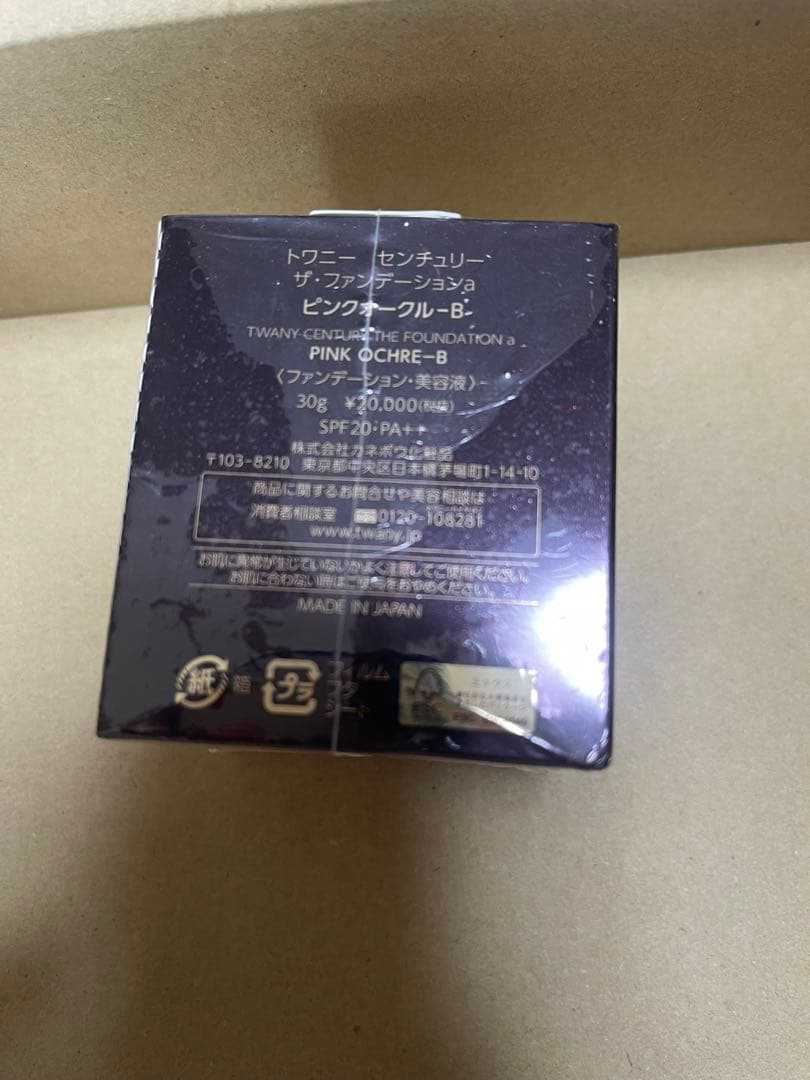 トワニー センチュリー
ザ・ファンデーションa
ピンクオークル-B
TWANY CENTURY THE FOUNDATION a
PINK OCHRE-B
〈ファンデーション・美容液〉
30g ¥20,000(税抜)
SPF20・PA++
株式会社カネボウ化粧品
〒103-8210 東京都中央区日本橋茅場町1-14-10
商品に関するお問合せや美容相談は
消費者相談室 0120-108281
www.twany.jp
お肌に異常が生じていないかよく注意してご使用ください。
お肌に合わない時はご使用をおやめください。
MADE IN JAPAN
紙 箱
プラ フィルム
フタ